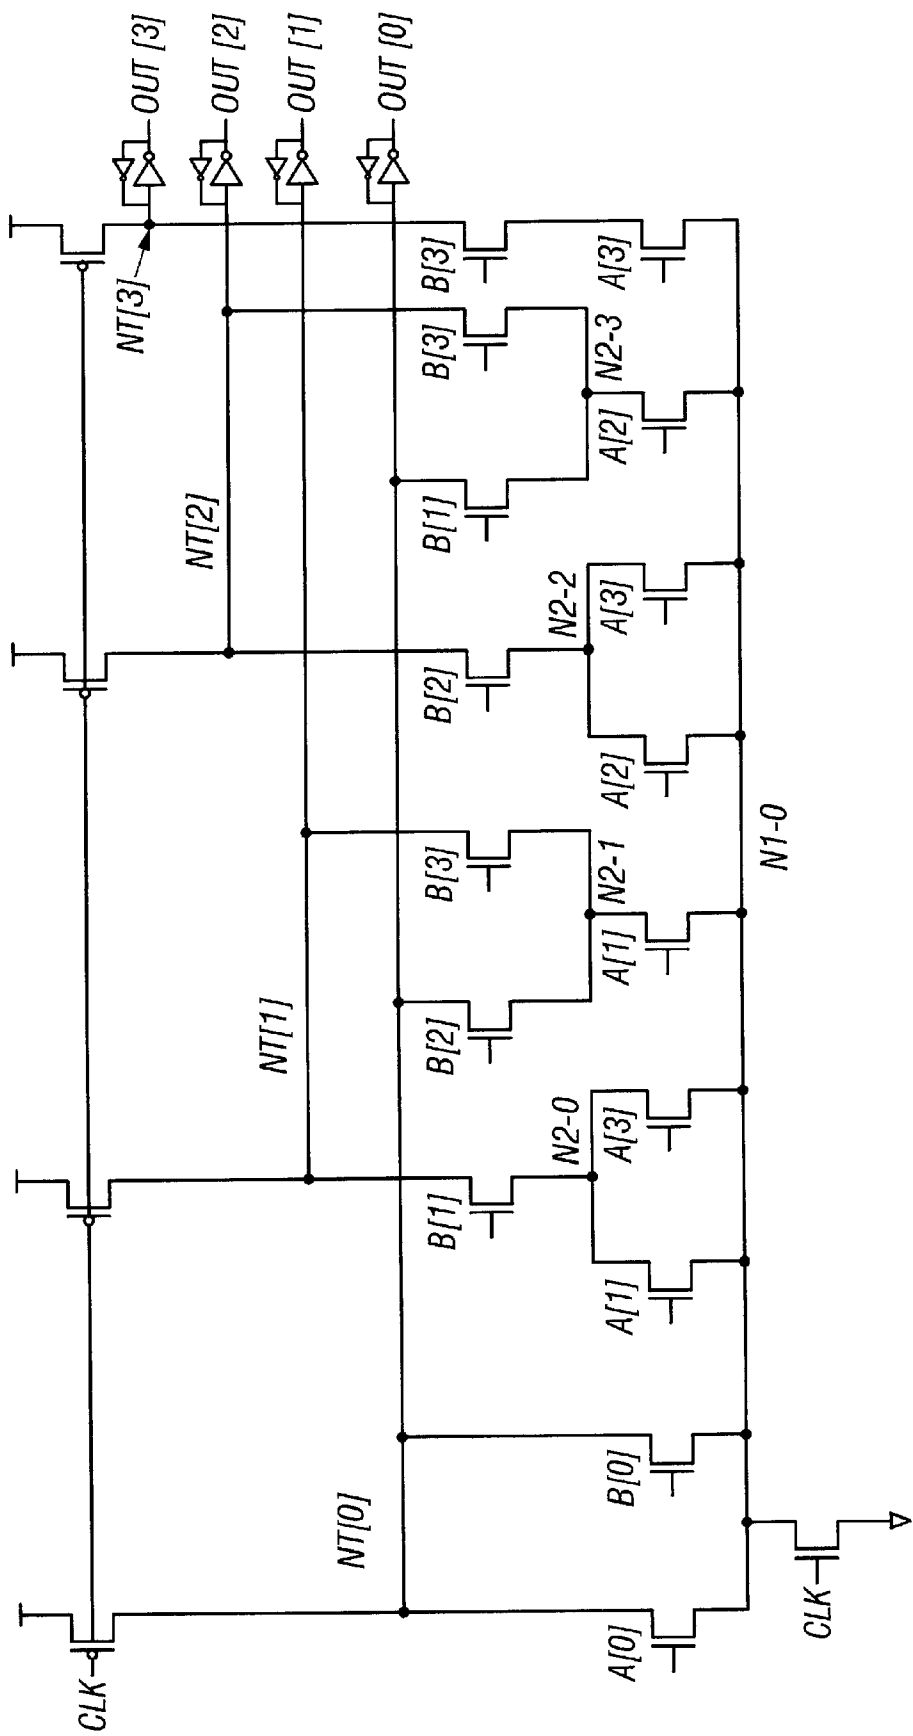 OUT [3]
OUT [2]
OUT [1]
OUT [0]
NT[3]
NT[2]
NT[1]
NT[0]
CLK
B[3]
B[3]
B[1]
B[2]
B[3]
B[2]
B[1]
B[0]
A[3]
N2-3
A[2]
N2-2
A[3]
A[2]
N2-1
A[1]
N2-0
A[3]
A[1]
A[0]
N1-0
CLK